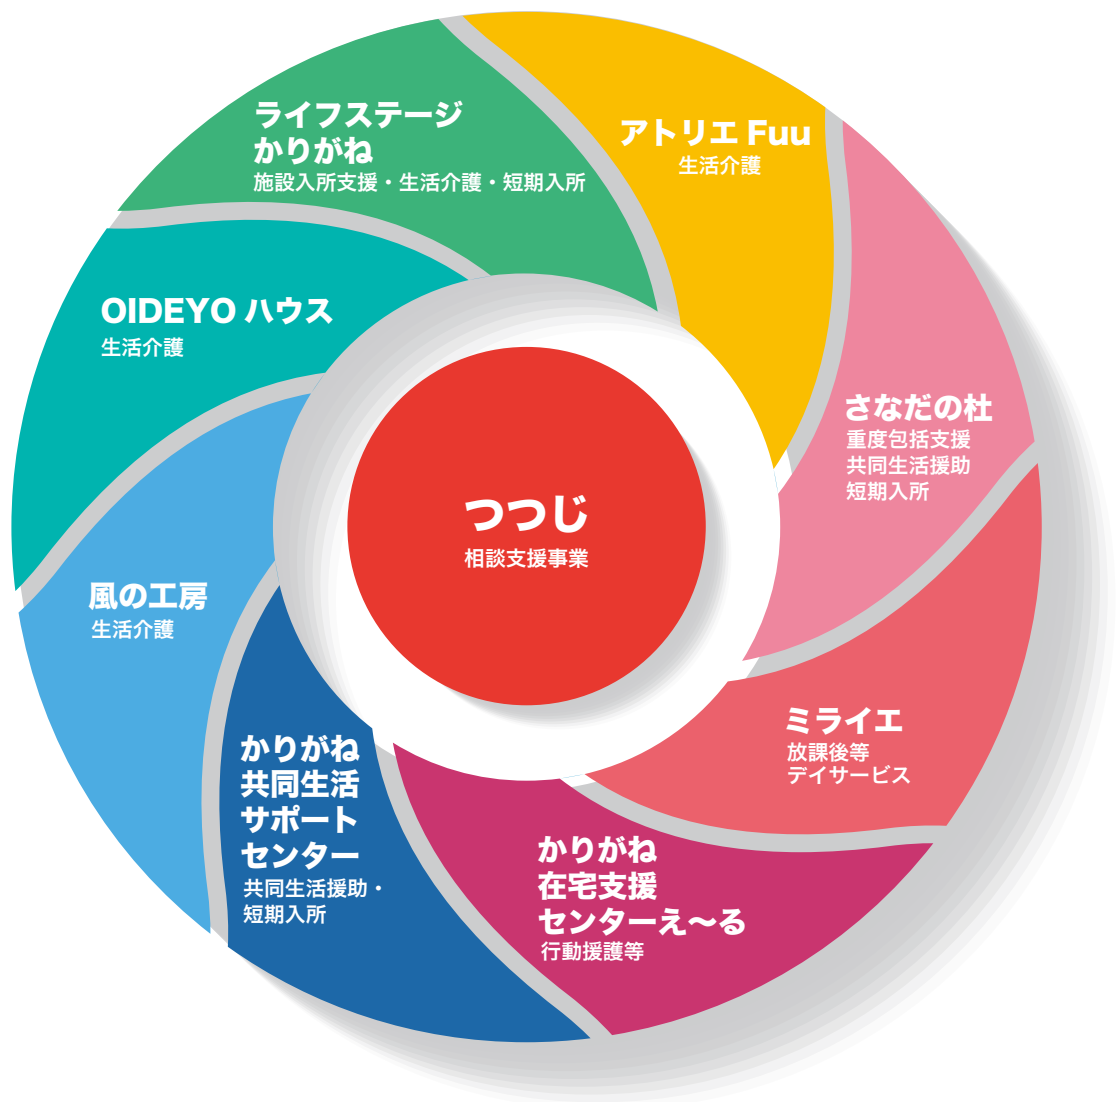 ライフステージ
かりがね
施設入所支援・生活介護・短期入所
アトリエ Fuu
生活介護
さなだの杜
重度包括支援
共同生活援助
短期入所
ミライエ
放課後等
デイサービス
かりがね
在宅支援
センターえ〜る
行動援護等
かりがね
共同生活
サポート
センター
共同生活援助・
短期入所
風の工房
生活介護
OIDEYO ハウス
生活介護
つつじ
相談支援事業